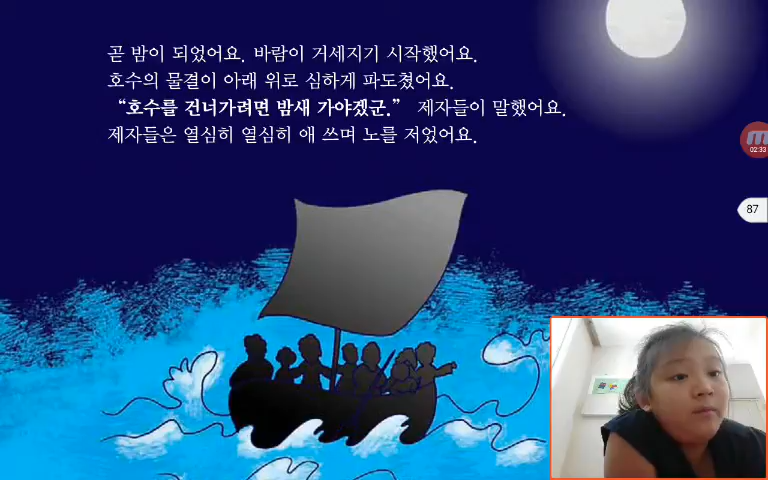 곧 밤이 되었어요. 바람이 거세지기 시작했어요.
호수의 물결이 아래 위로 심하게 파도쳤어요.
“호수를 건너가려면 밤새 가야겠군.” 제자들이 말했어요.
제자들은 열심히 열심히 애 쓰며 노를 저었어요.
02:33
87